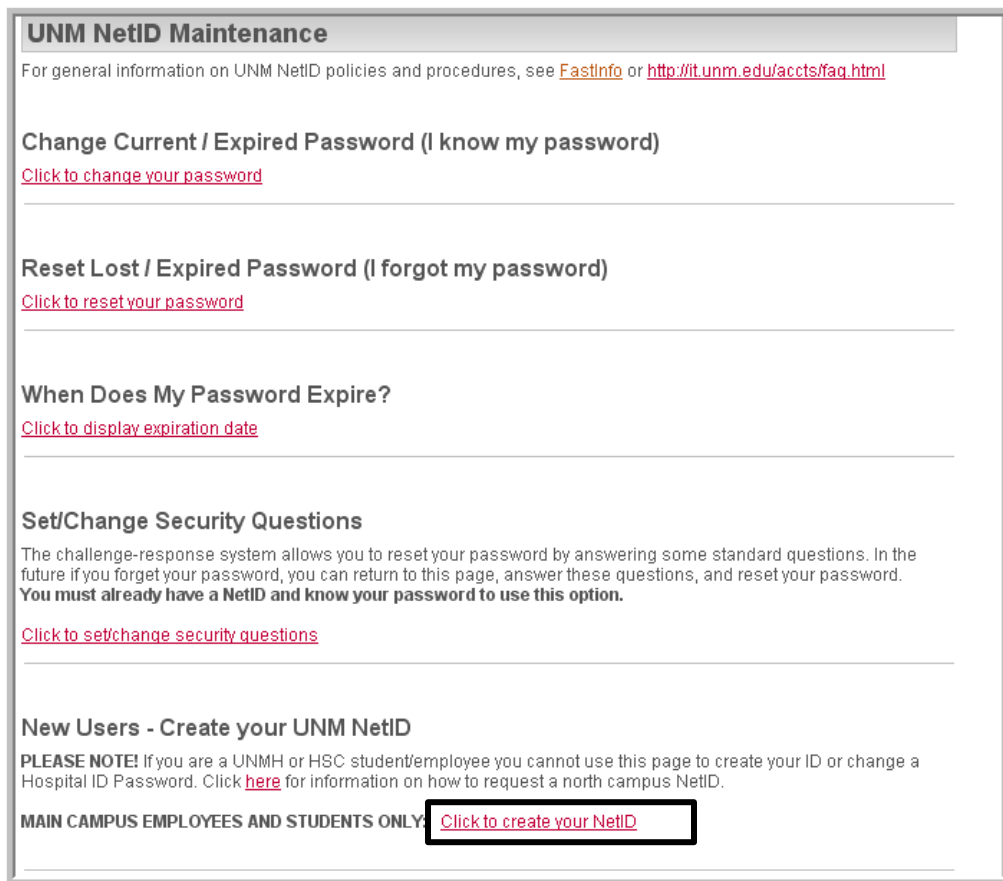 UNM NetID Maintenance
For general information on UNM NetID policies and procedures, see FastInfo or http://it.unm.edu/accts/faq.html
Change Current / Expired Password (I know my password)
Click to change your password
Reset Lost / Expired Password (I forgot my password)
Click to reset your password
When Does My Password Expire?
Click to display expiration date
Set/Change Security Questions
The challenge-response system allows you to reset your password by answering some standard questions. In the
future if you forget your password, you can return to this page, answer these questions, and reset your password.
You must already have a NetID and know your password to use this option.
Click to set/change security questions
New Users - Create your UNM NetID
PLEASE NOTE! If you are a UNMH or HSC student/employee you cannot use this page to create your ID or change a
Hospital ID Password. Click here for information on how to request a north campus NetID.
MAIN CAMPUS EMPLOYEES AND STUDENTS ONLY: Click to create your NetID